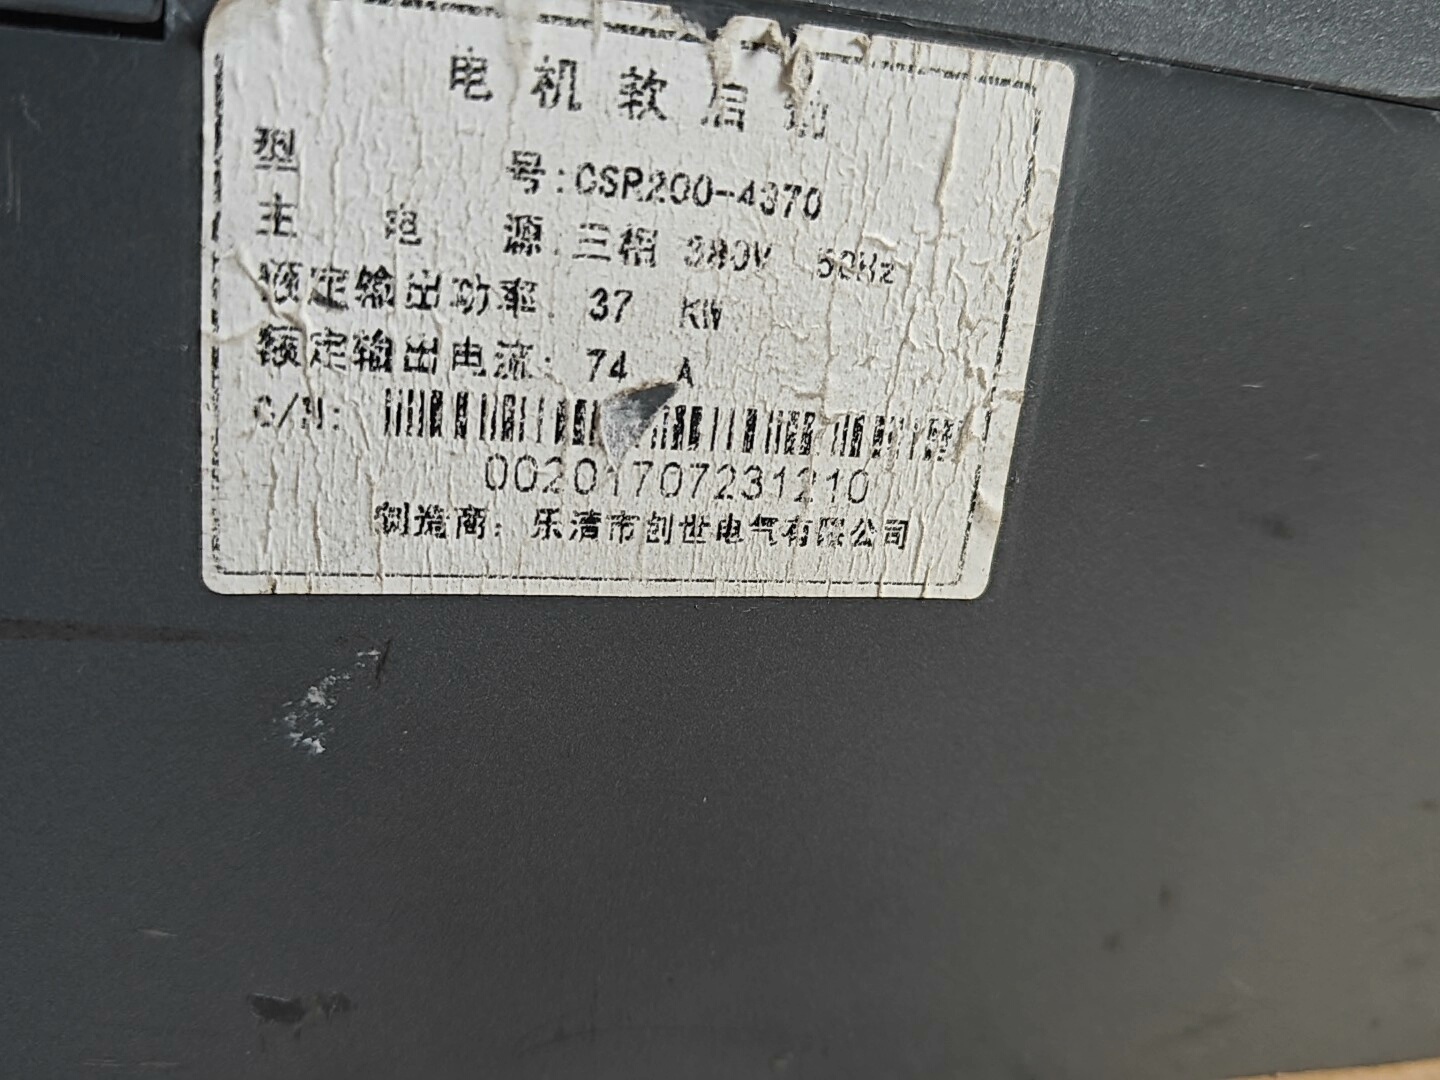 电机软启动
型号:CSR200-4370
主电源:三相 380V 50Hz
额定输出功率: 37 KW
额定输出电流: 74 A
C/N:
00201707231210
制造商: 乐清市创世电气有限公司